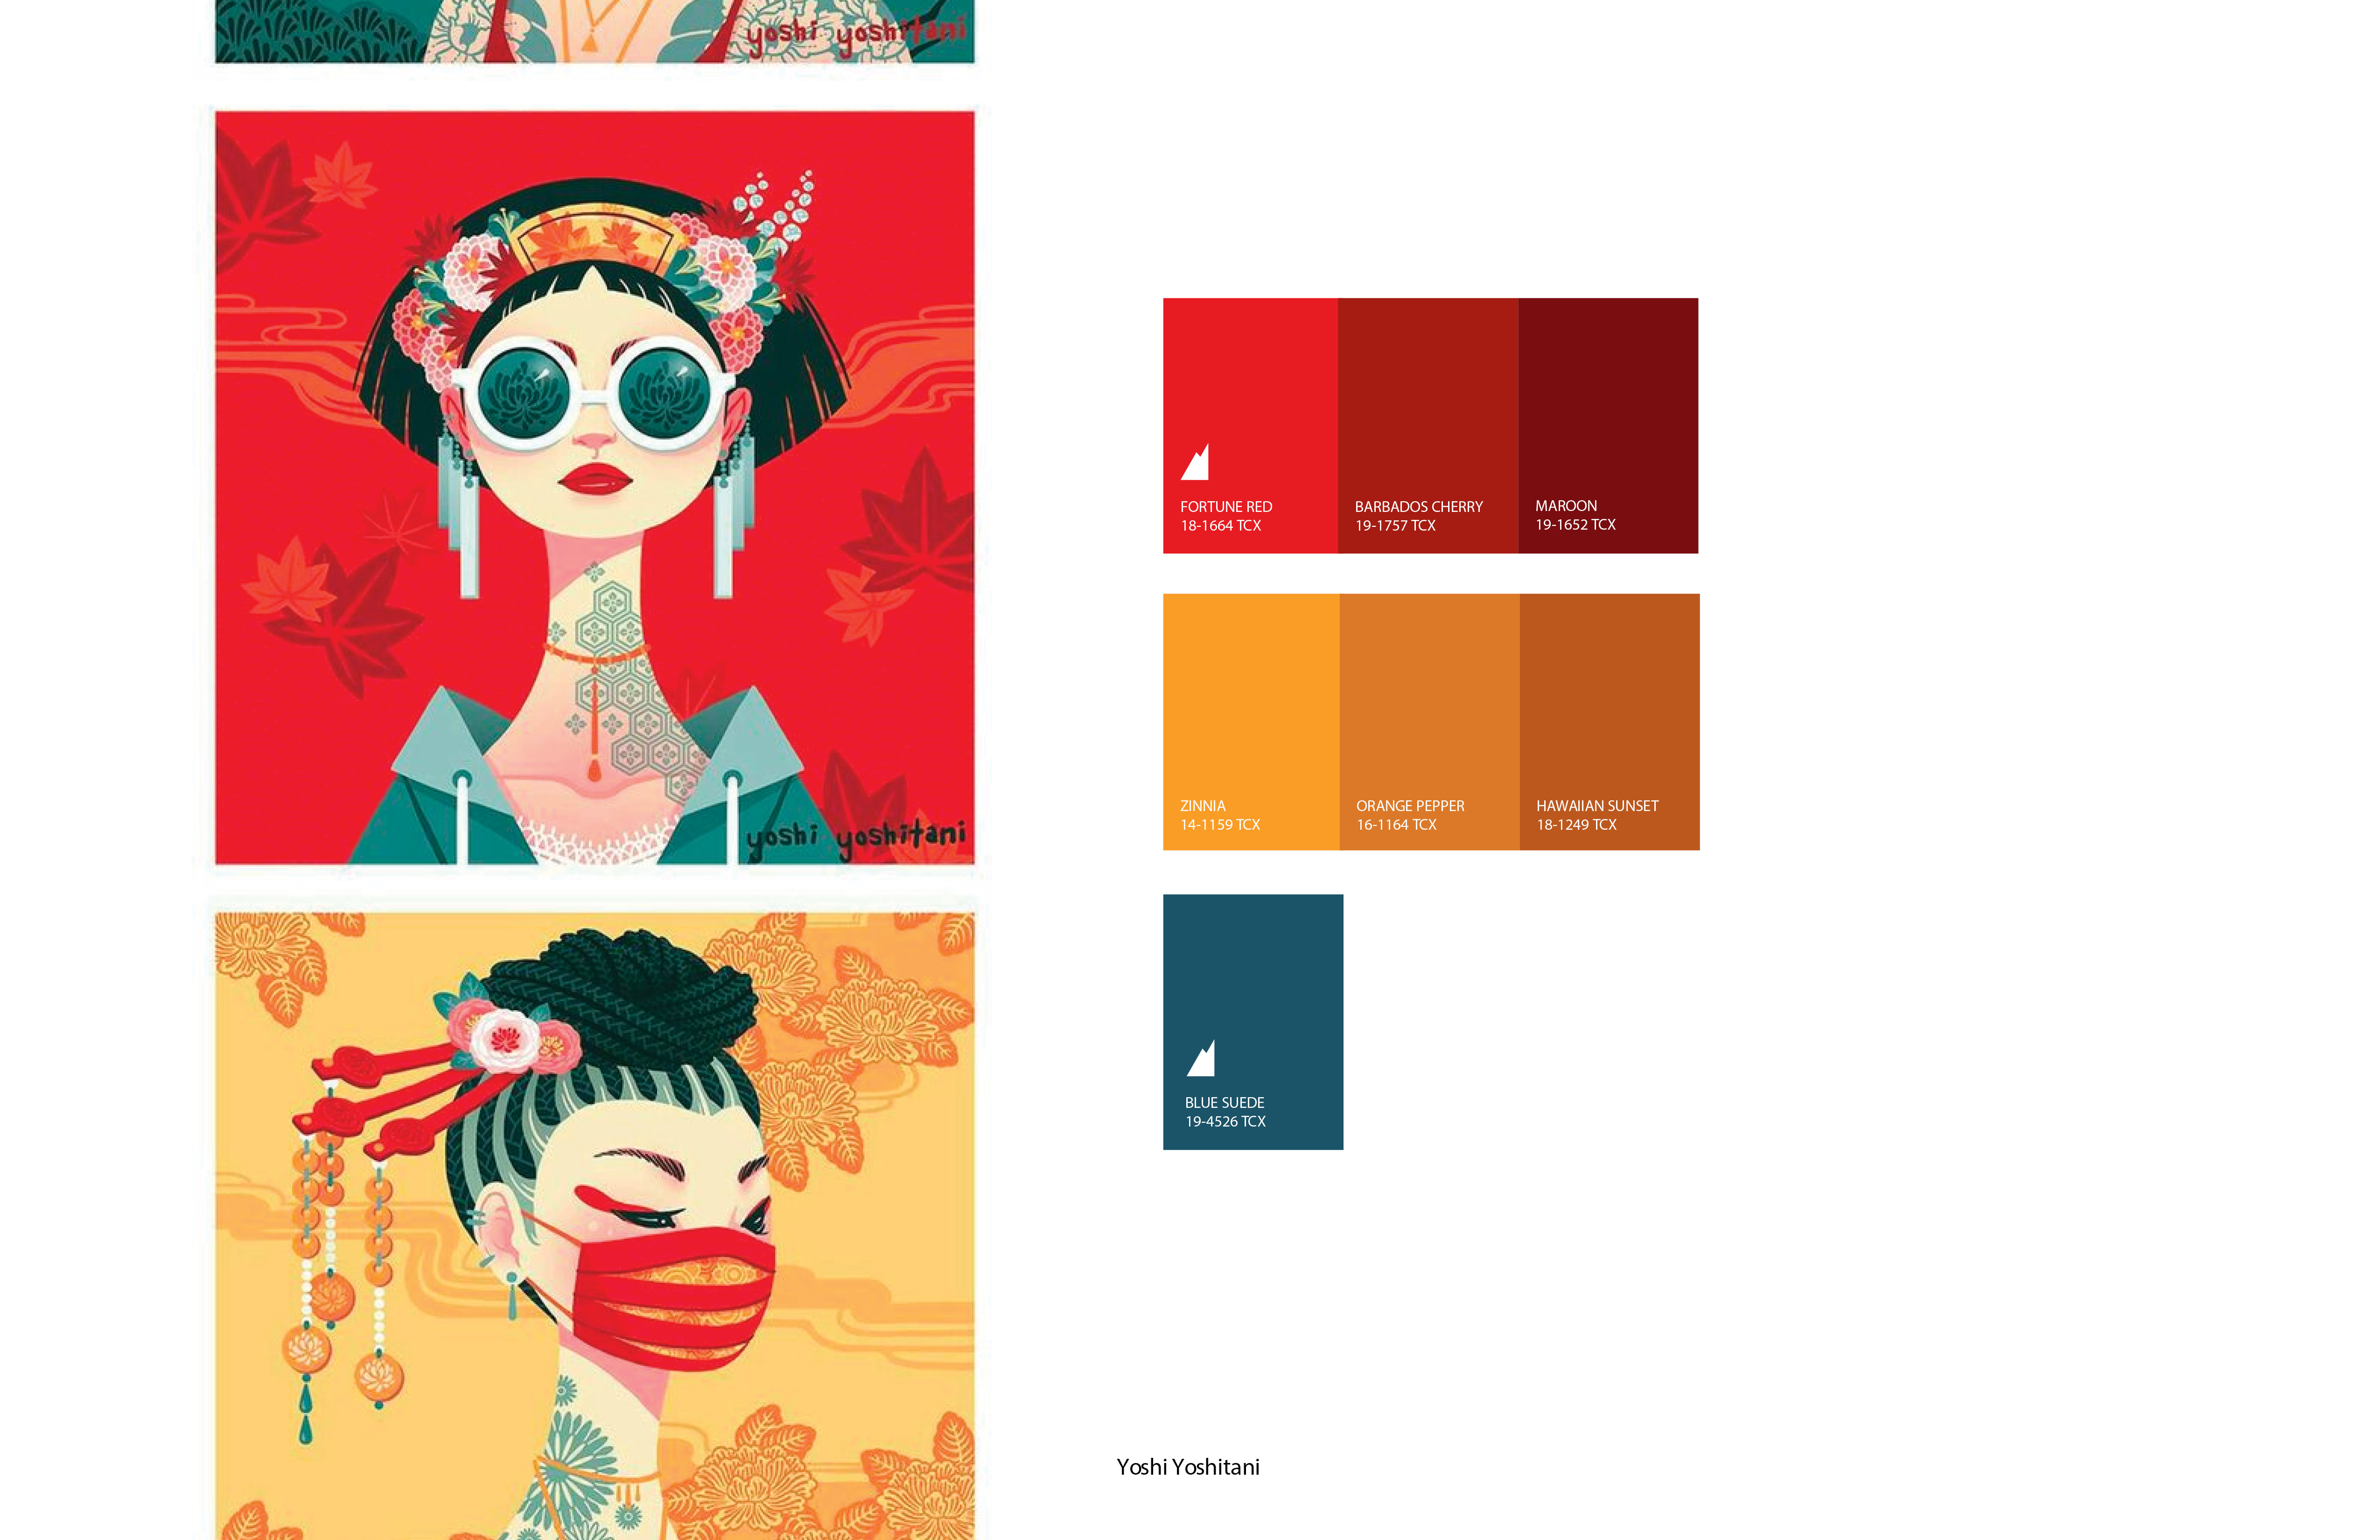 yoshi yoshitani
yoshi yoshitani
FORTUNE RED
18-1664 TCX
BARBADOS CHERRY
19-1757 TCX
MAROON
19-1652 TCX
ZINNIA
14-1159 TCX
ORANGE PEPPER
16-1164 TCX
HAWAIIAN SUNSET
18-1249 TCX
BLUE SUEDE
19-4526 TCX
Yoshi Yoshitani